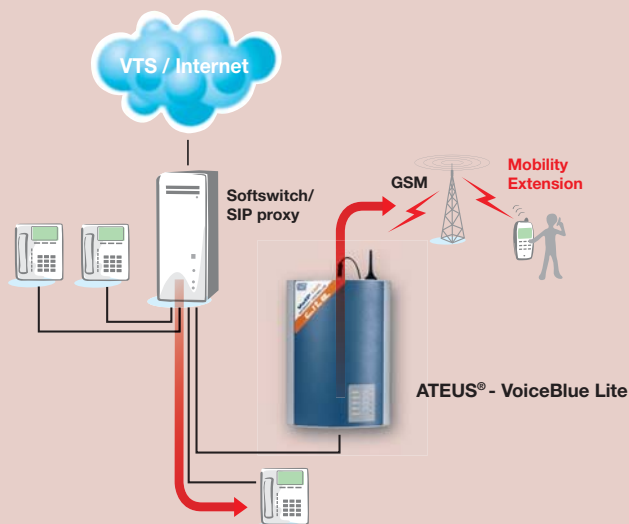 VTS / Internet
Softswitch/
SIP proxy
GSM
Mobility
Extension
ATEUS® - VoiceBlue Lite